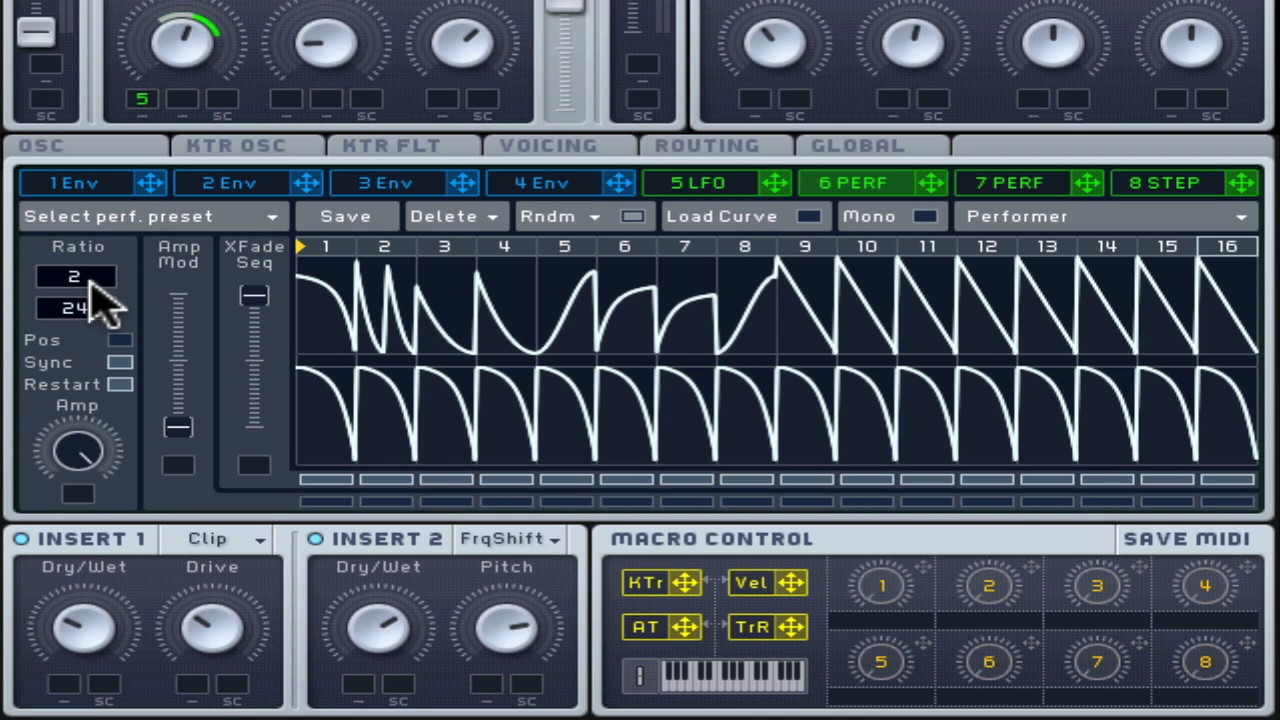 5
SC SC SC SC SC SC SC SC SC
OSC KTR OSC KTR FLT VOICING ROUTING GLOBAL
1 Env 2 Env 3 Env 4 Env 5 LFO 6 PERF 7 PERF 8 STEP
Select perf. preset Save Delete Rndm Load Curve Mono Performer
Ratio Amp Mod XFade Seq 1 2 3 4 5 6 7 8 9 10 11 12 13 14 15 16
2
24
Pos
Sync
Restart
Amp
INSERT 1 Clip INSERT 2 FrqShift MACRO CONTROL SAVE MIDI
Dry/Wet Drive Dry/Wet Pitch
KTr Vel 1 2 3 4
AT TrR
5 6 7 8
SC SC SC SC